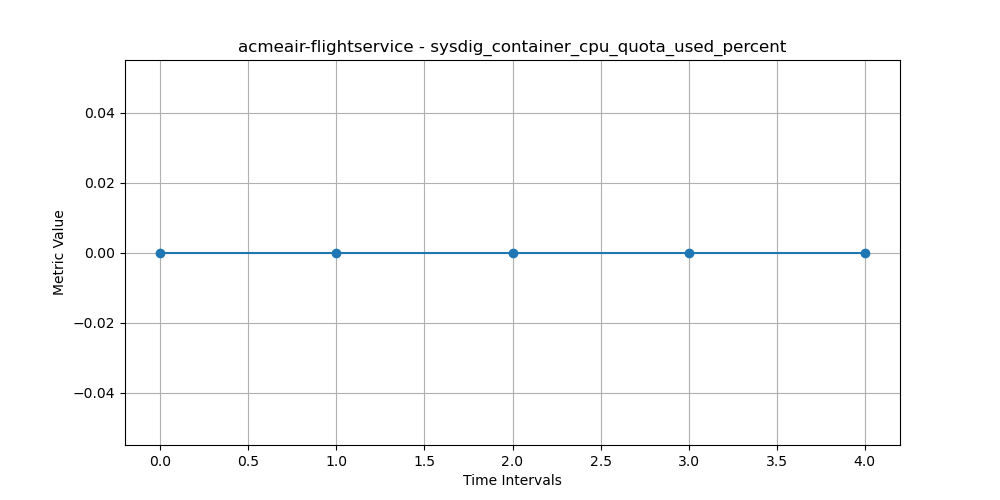 acmeair-flightservice - sysdig_container_cpu_quota_used_percent
Metric Value
0.04
0.02
0.00
−0.02
−0.04
0.0 0.5 1.0 1.5 2.0 2.5 3.0 3.5 4.0
Time Intervals